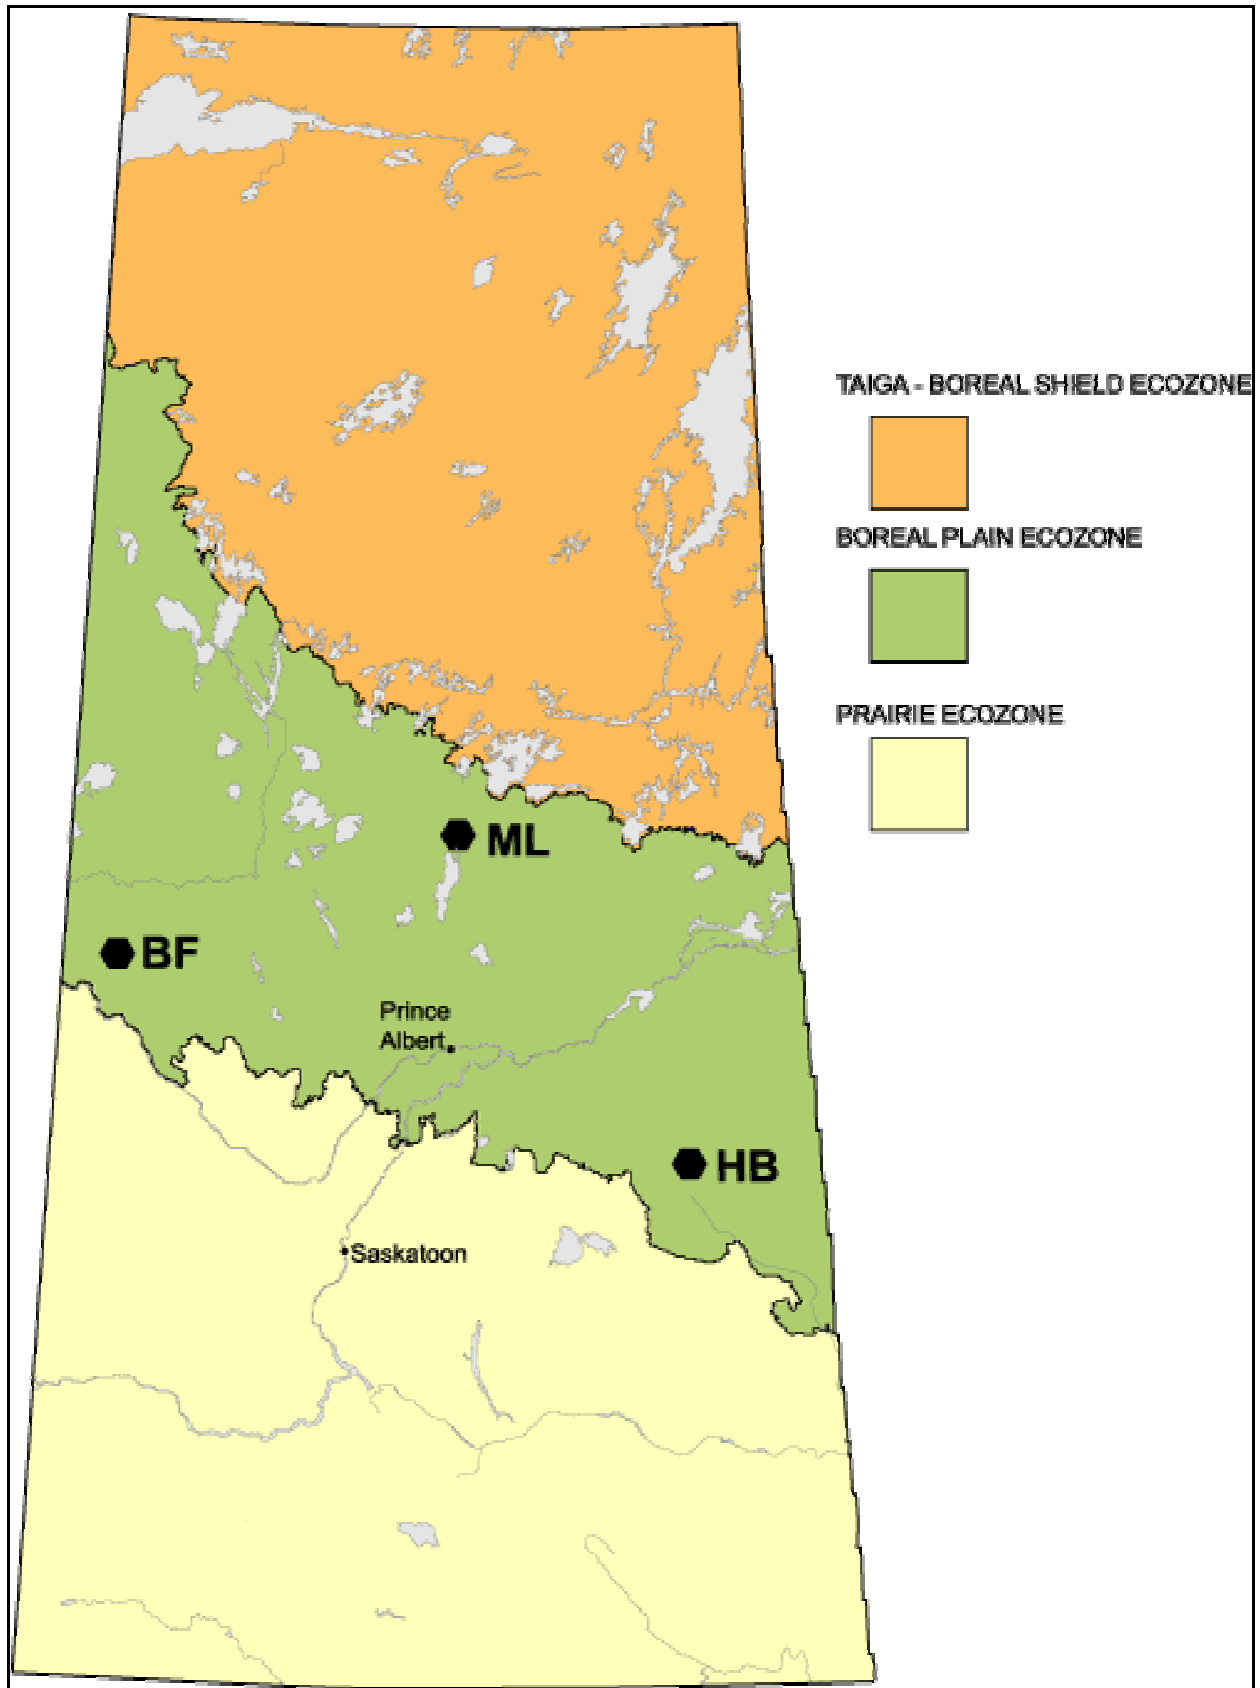 TAIGA - BOREAL SHIELD ECOZONE
BOREAL PLAIN ECOZONE
PRAIRIE ECOZONE
ML
BF
Prince
Albert
HB
Saskatoon